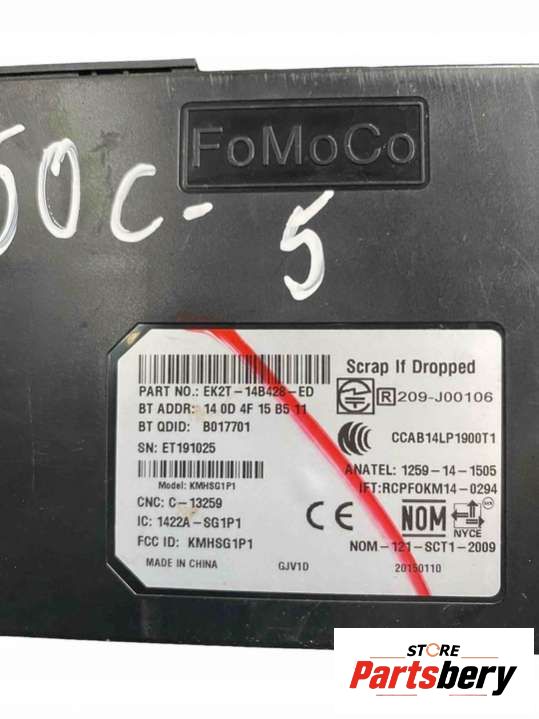 FoMoCo
50C-5
Scrap If Dropped
PART NO.: EK2T-14B428-ED
BT ADDR: 14 0D 4F 15 B5 11
R 209-J00106
BT QDID: B017701
CCAB14LP1900T1
SN: ET191025
ANATEL: 1259-14-1505
Model: KMHSG1P1
IFT:RCPFOKM14-0294
CNC: C-13259
IC: 1422A-SG1P1
CE
NOM
NYCE
FCC ID: KMHSG1P1
NOM-121-SCT1-2009
MADE IN CHINA
GJV1D
20150110
STORE
Partsbery